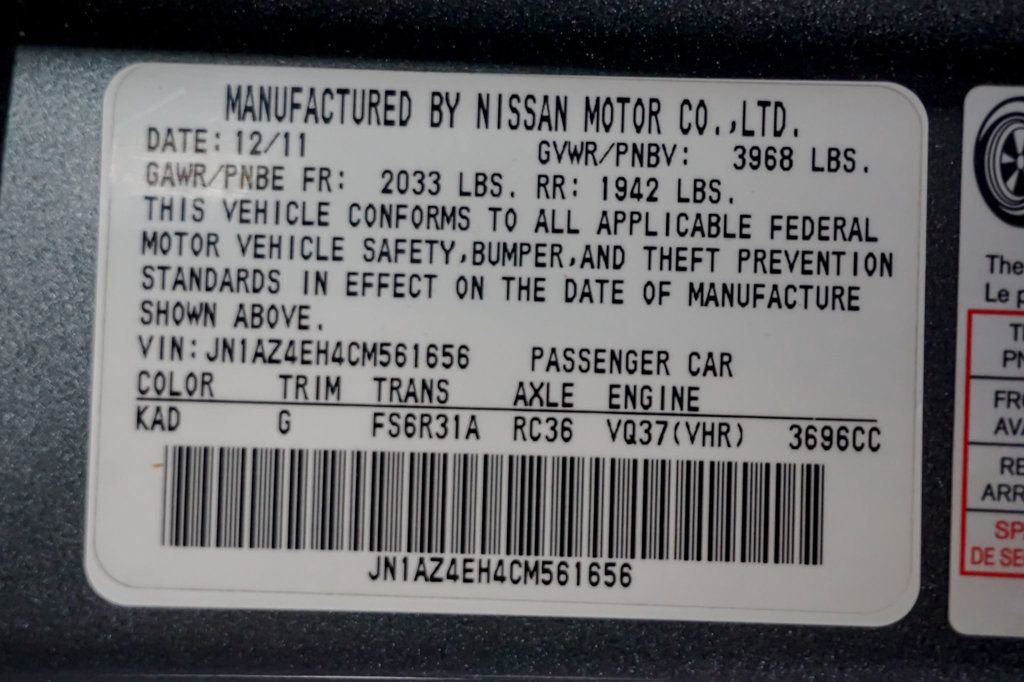 MANUFACTURED BY NISSAN MOTOR CO.,LTD.
DATE: 12/11 GVWR/PNBV: 3968 LBS.
GAWR/PNBE FR: 2033 LBS. RR: 1942 LBS.
THIS VEHICLE CONFORMS TO ALL APPLICABLE FEDERAL
MOTOR VEHICLE SAFETY,BUMPER,AND THEFT PREVENTION
STANDARDS IN EFFECT ON THE DATE OF MANUFACTURE
SHOWN ABOVE.
VIN:JN1AZ4EH4CM561656 PASSENGER CAR
COLOR TRIM TRANS AXLE ENGINE
KAD G FS6R31A RC36 VQ37(VHR) 3696CC
JN1AZ4EH4CM561656
The
Le
DE